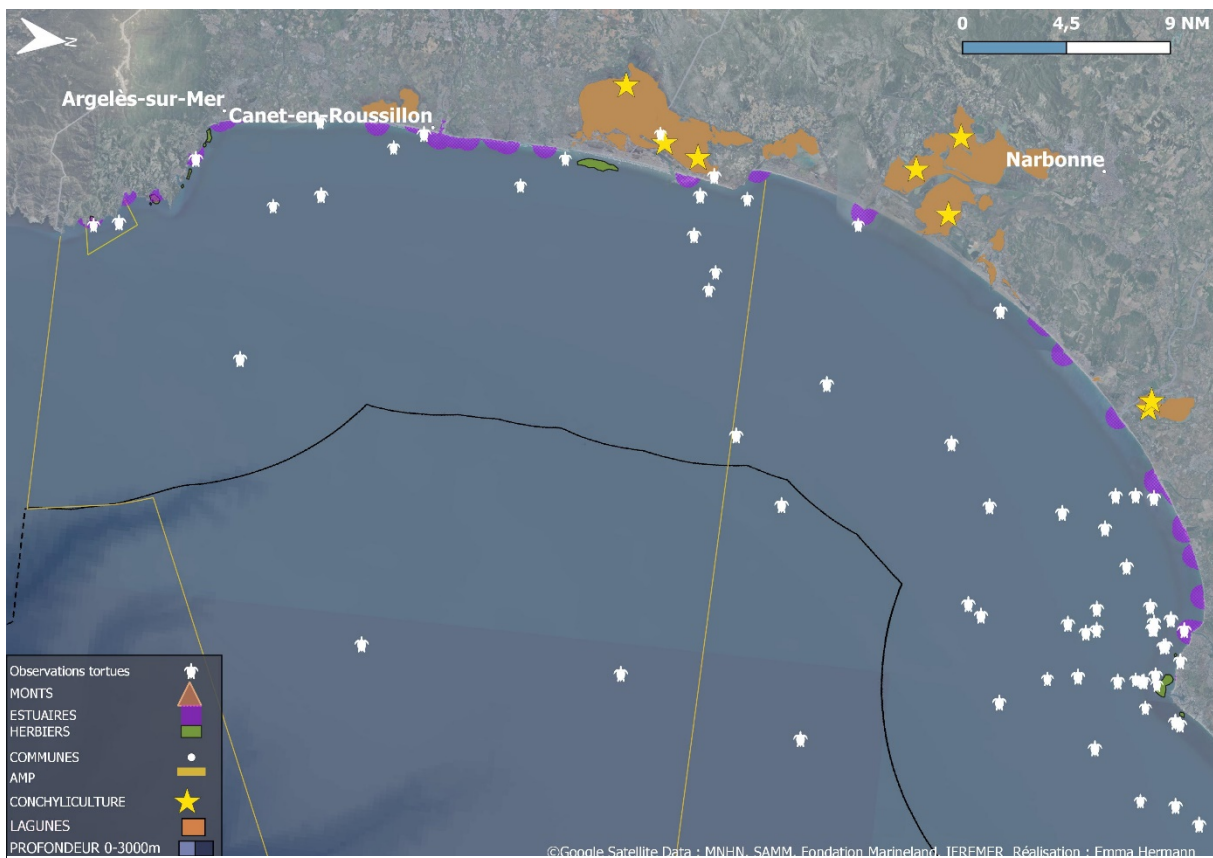 N
0 4,5 9 NM
Argelès-sur-Mer
Canet-en-Roussillon
Narbonne
Observations tortues
MONTS
ESTUAIRES
HERBIERS
COMMUNES
AMP
CONCHYLICULTURE
LAGUNES
PROFONDEUR 0-3000m
©Google Satellite Data : MNHN, SAMM, Fondation Marineland, IFREMER Réalisation : Emma Hermann